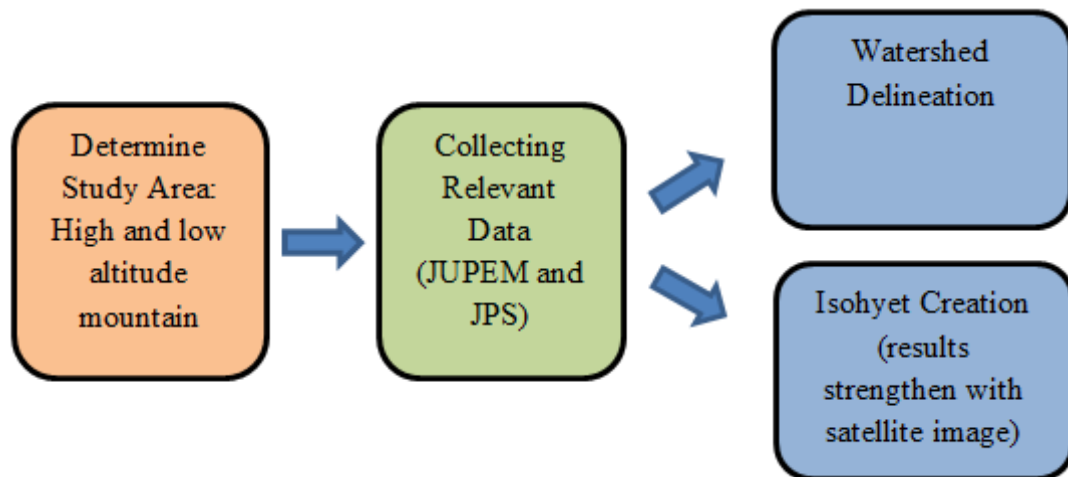 Determine
Study Area:
High and low
altitude
mountain
Collecting
Relevant
Data
(JUPEM and
JPS)
Watershed
Delineation
Isohyet Creation
(results
strengthen with
satellite image)